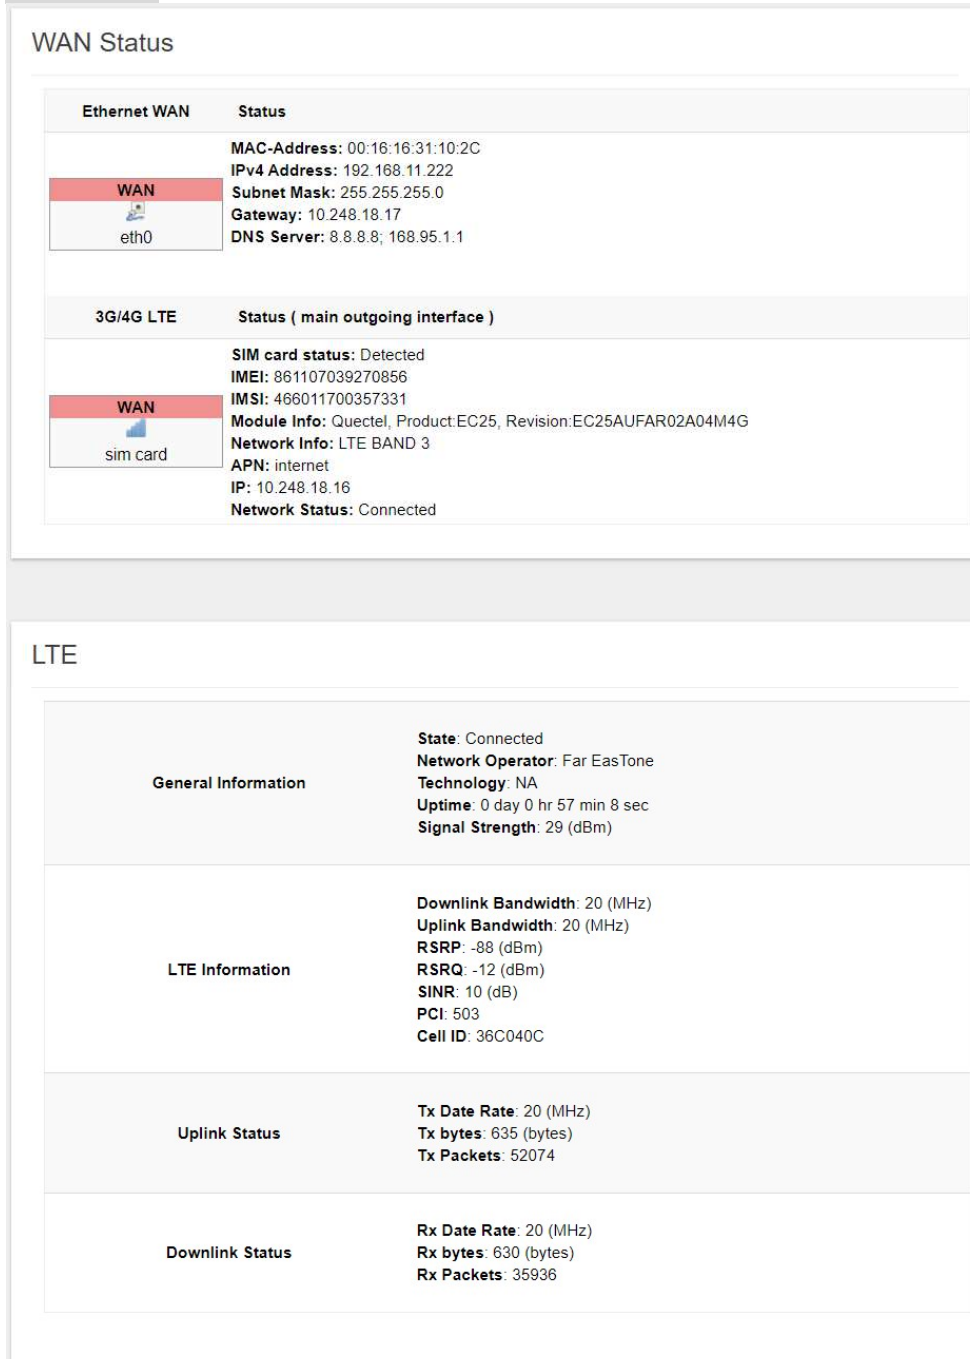 WAN Status
Ethernet WAN Status
MAC-Address: 00:16:16:31:10:2C
IPv4 Address: 192.168.11.222
WAN
Subnet Mask: 255.255.255.0
Gateway: 10.248.18.17
eth0
DNS Server: 8.8.8.8; 168.95.1.1
3G/4G LTE Status ( main outgoing interface )
SIM card status: Detected
IMEI: 861107039270856
IMSI: 466011700357331
WAN
Module Info: Quectel, Product:EC25, Revision:EC25AUFAR02A04M4G
Network Info: LTE BAND 3
sim card
APN: internet
IP: 10.248.18.16
Network Status: Connected
LTE
General Information
State: Connected
Network Operator: Far EasTone
Technology: NA
Uptime: 0 day 0 hr 57 min 8 sec
Signal Strength: 29 (dBm)
LTE Information
Downlink Bandwidth: 20 (MHz)
Uplink Bandwidth: 20 (MHz)
RSRP: -88 (dBm)
RSRQ: -12 (dBm)
SINR: 10 (dB)
PCI: 503
Cell ID: 36C040C
Uplink Status
Tx Date Rate: 20 (MHz)
Tx bytes: 635 (bytes)
Tx Packets: 52074
Downlink Status
Rx Date Rate: 20 (MHz)
Rx bytes: 630 (bytes)
Rx Packets: 35936